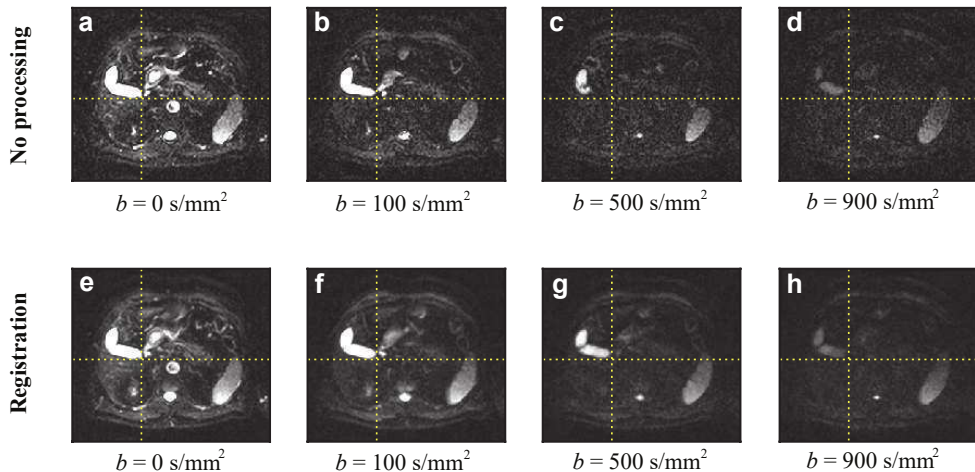 No processing
a b c d
b = 0 s/mm² b = 100 s/mm² b = 500 s/mm² b = 900 s/mm²
Registration
e f g h
b = 0 s/mm² b = 100 s/mm² b = 500 s/mm² b = 900 s/mm²